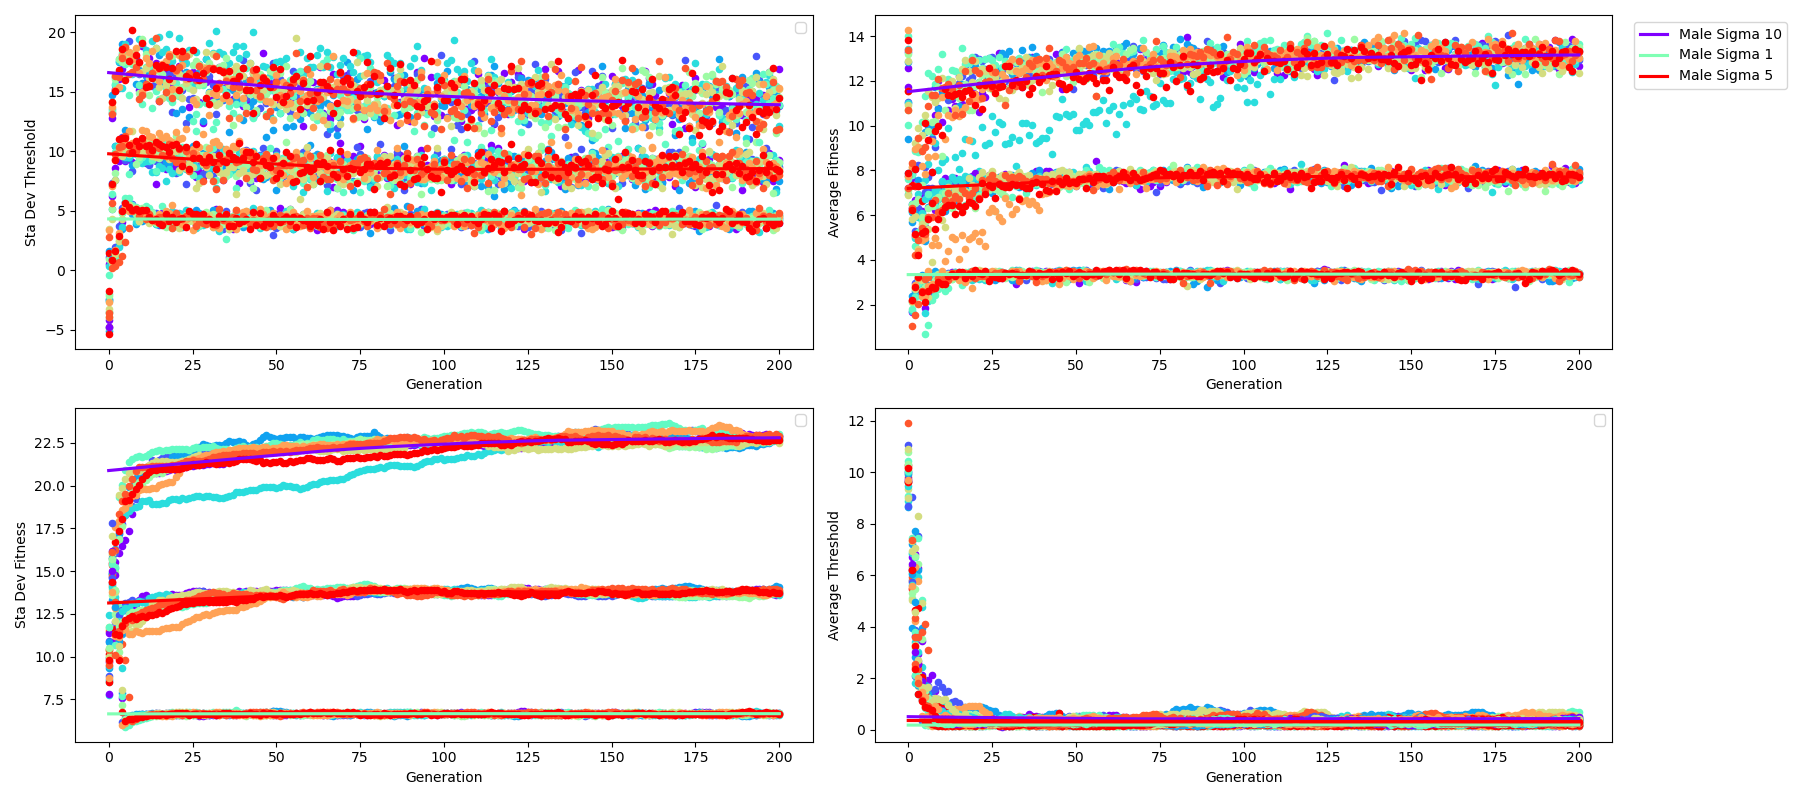 20
15
10
5
0
−5
Sta Dev Threshold
0 25 50 75 100 125 150 175 200
Generation
14
12
10
8
6
4
2
Average Fitness
0 25 50 75 100 125 150 175 200
Generation
Male Sigma 10
Male Sigma 1
Male Sigma 5
22.5
20.0
17.5
15.0
12.5
10.0
7.5
Sta Dev Fitness
0 25 50 75 100 125 150 175 200
Generation
12
10
8
6
4
2
0
Average Threshold
0 25 50 75 100 125 150 175 200
Generation